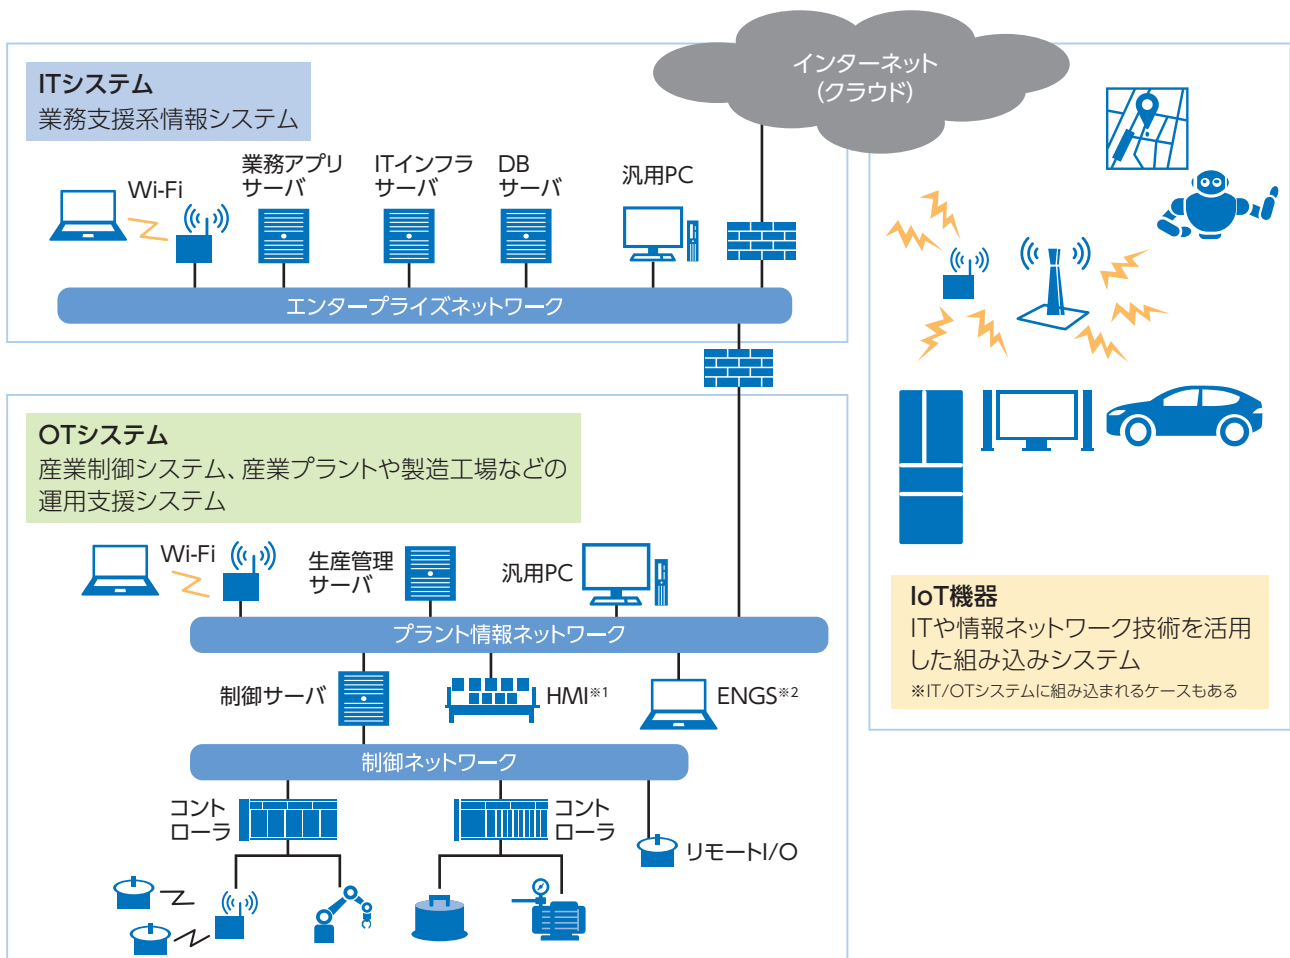 インターネット
(クラウド)
ITシステム
業務支援系情報システム
Wi-Fi
業務アプリ
サーバ
ITインフラ
サーバ
DB
サーバ
汎用PC
エンタープライズネットワーク
OTシステム
産業制御システム、産業プラントや製造工場などの
運用支援システム
Wi-Fi
生産管理
サーバ
汎用PC
プラント情報ネットワーク
制御サーバ
HMI※1
ENGS※2
制御ネットワーク
コント
ローラ
コント
ローラ
リモートI/O
IoT機器
ITや情報ネットワーク技術を活用
した組み込みシステム
※IT/OTシステムに組み込まれるケースもある